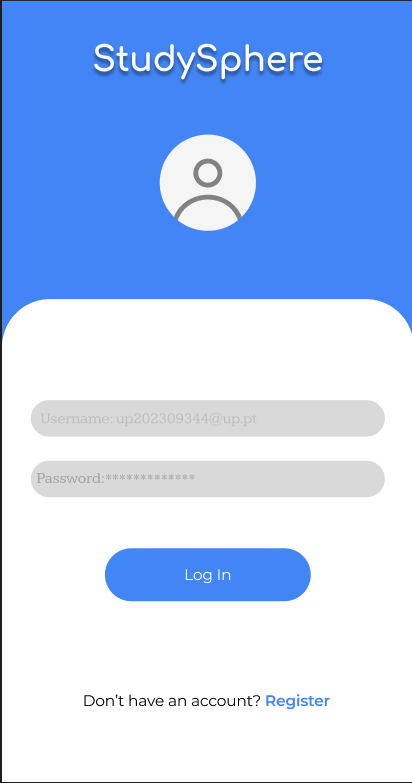 StudySphere
Username: up202309344@up.pt
Password:*************
Log In
Don't have an account? Register